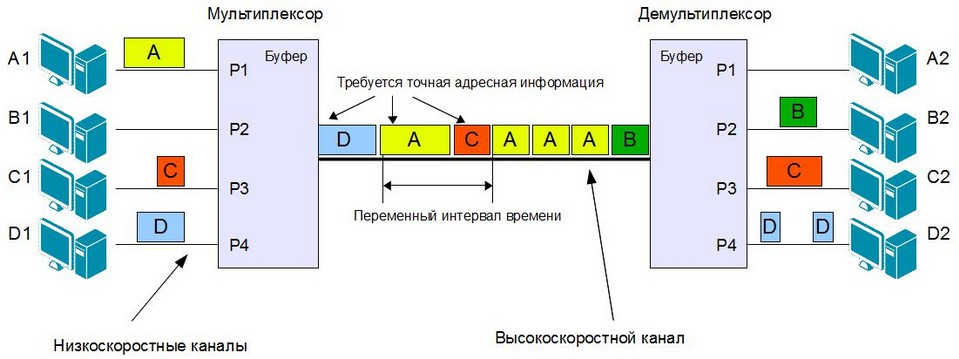 Мультиплексор
Демультиплексор
A1
A
P1
Буфер
Требуется точная адресная информация
Буфер
P1
A2
B1
P2
D
A
C
A
A
A
B
P2
B
B2
C1
C
P3
Переменный интервал времени
P3
C
C2
D1
D
P4
P4
D
D
D2
Низкоскоростные каналы
Высокоскоростной канал